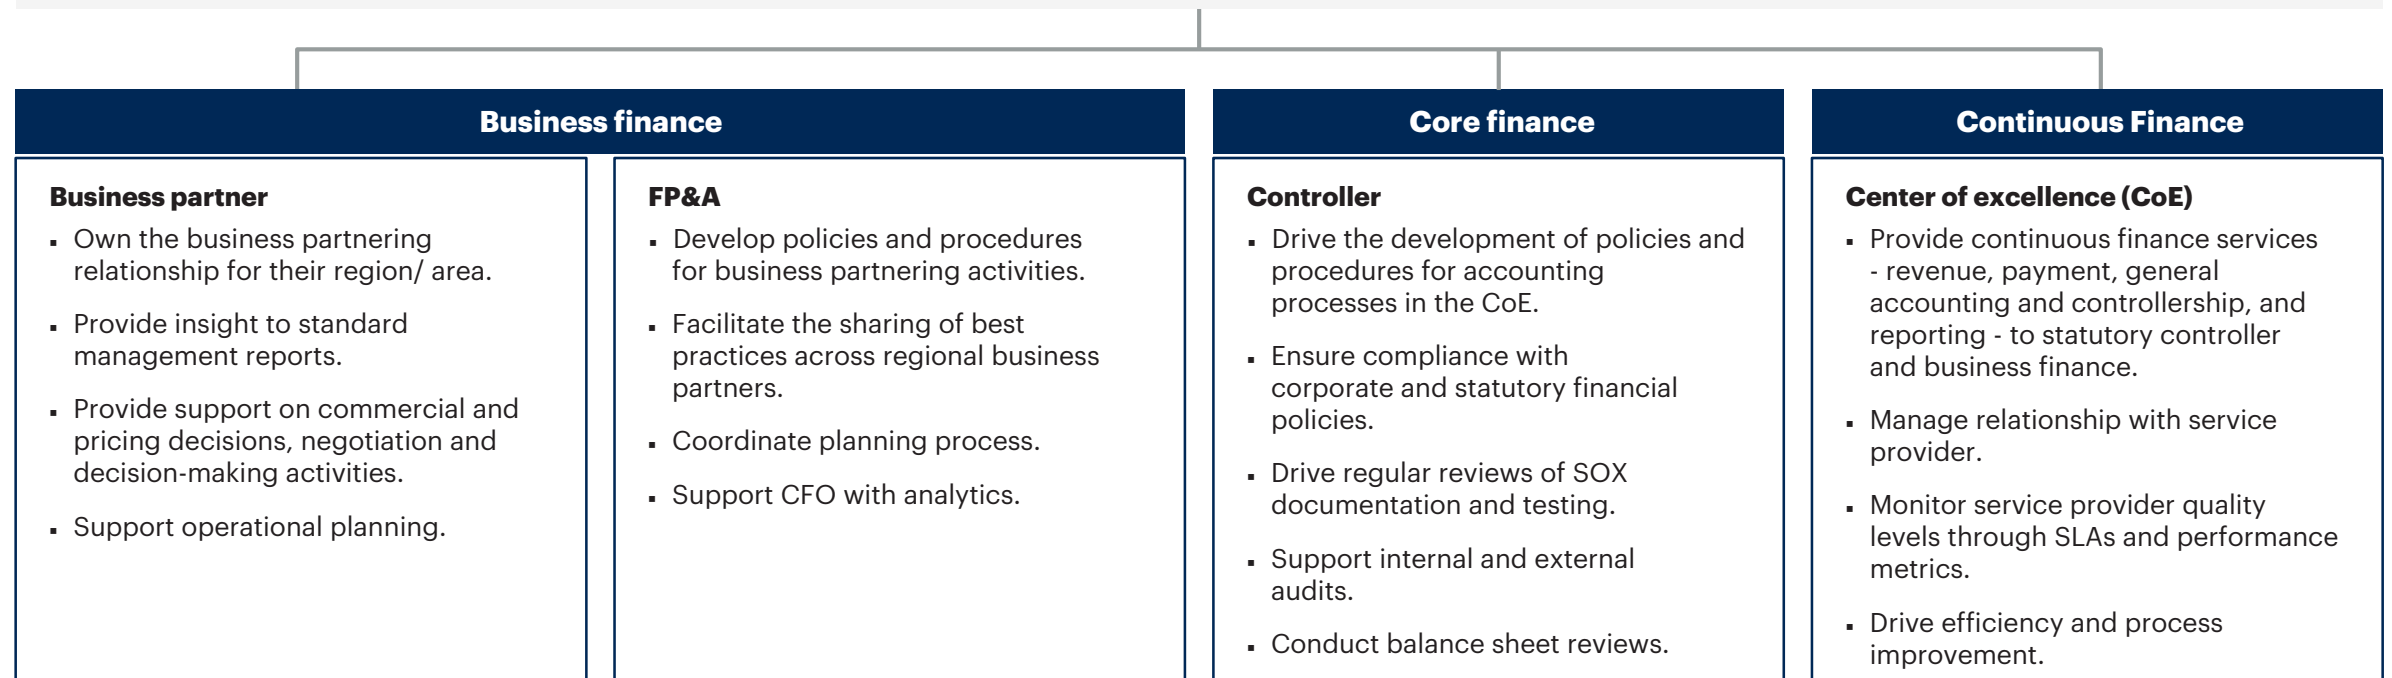 Business finance
Business partner
▪ Own the business partnering
relationship for their region/ area.
▪ Provide insight to standard
management reports.
▪ Provide support on commercial and
pricing decisions, negotiation and
decision-making activities.
▪ Support operational planning.
FP&A
▪ Develop policies and procedures
for business partnering activities.
▪ Facilitate the sharing of best
practices across regional business
partners.
▪ Coordinate planning process.
▪ Support CFO with analytics.
Core finance
Controller
▪ Drive the development of policies and
procedures for accounting
processes in the CoE.
▪ Ensure compliance with
corporate and statutory financial
policies.
▪ Drive regular reviews of SOX
documentation and testing.
▪ Support internal and external
audits.
▪ Conduct balance sheet reviews.
Continuous Finance
Center of excellence (CoE)
▪ Provide continuous finance services
- revenue, payment, general
accounting and controllership, and
reporting - to statutory controller
and business finance.
▪ Manage relationship with service
provider.
▪ Monitor service provider quality
levels through SLAs and performance
metrics.
▪ Drive efficiency and process
improvement.